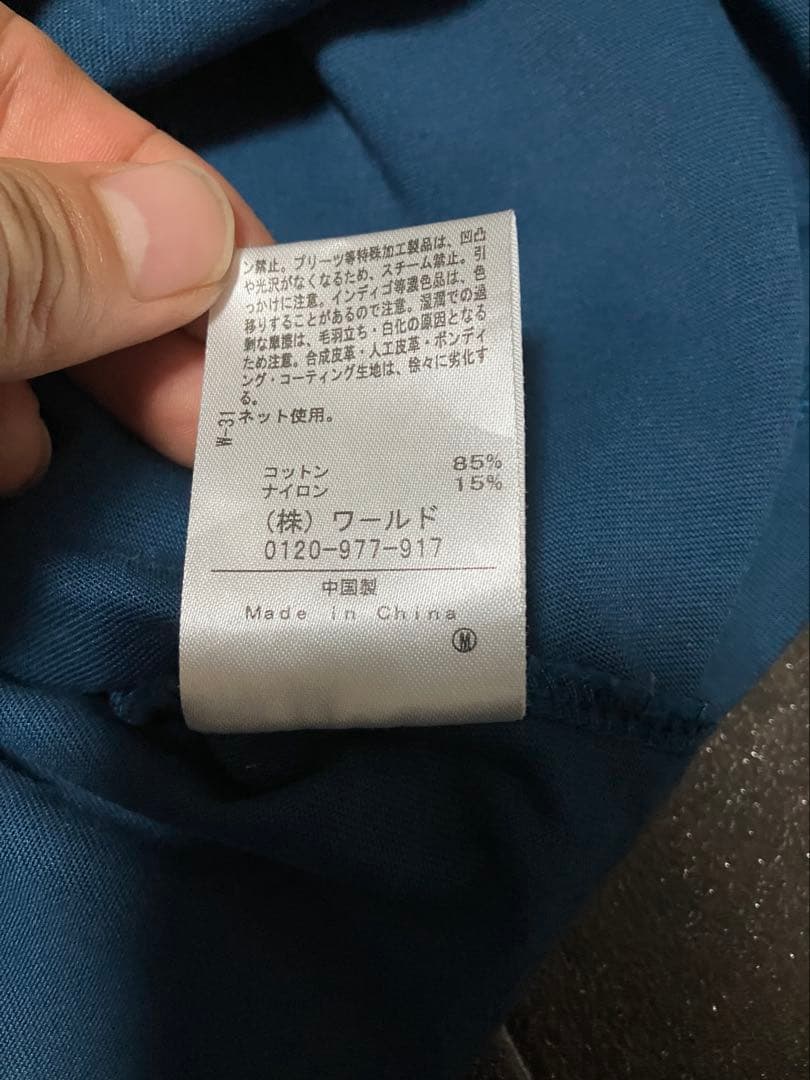 ン禁止。プリーツ等特殊加工製品は、凹凸
や光沢がなくなるため、スチーム禁止。引
っかけに注意。インディゴ等濃色品は、色
移りすることがあるので注意。湿潤での過
剰な摩擦は、毛羽立ち・白化の原因となる
ため注意。合成皮革・人工皮革・ボンディ
ング・コーティング生地は、徐々に劣化す
る。
ネット使用。
W-31
コットン 85%
ナイロン 15%
(株) ワールド
0120-977-917
中国製
Made in China
Ⓜ